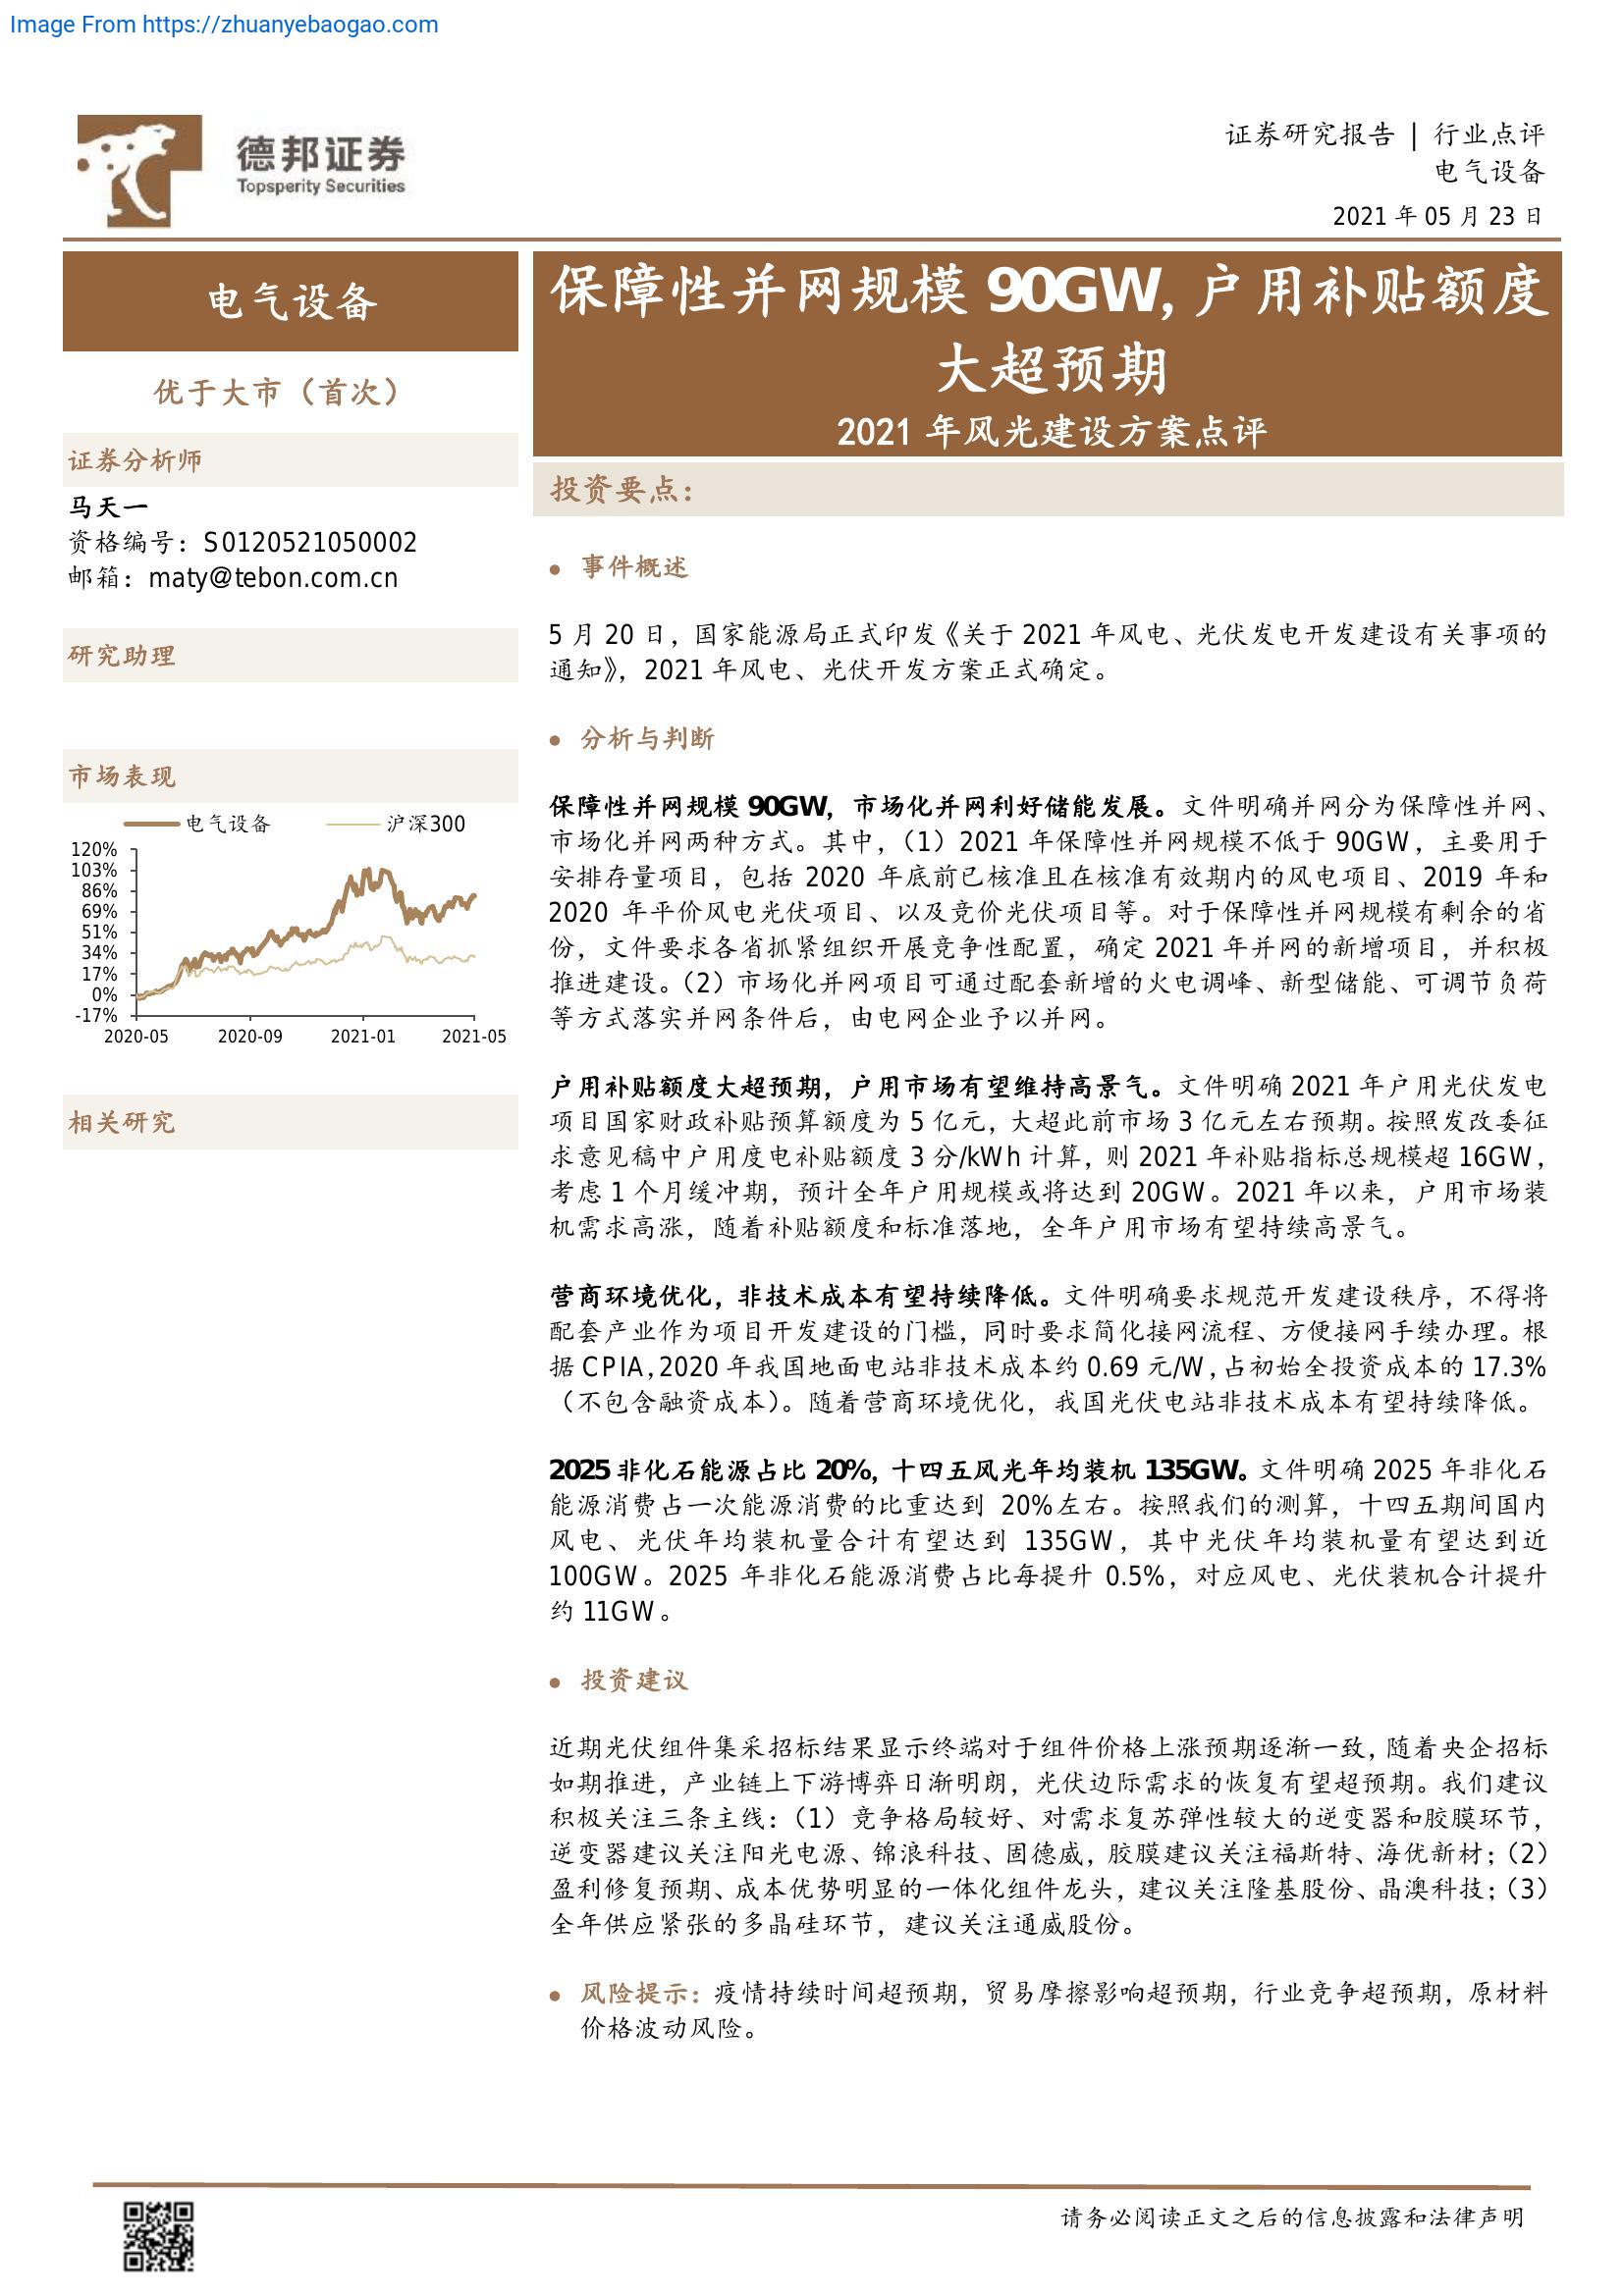 Image From https://zhuanyebaogao.com
德邦证券
Topsperity Securities
证券研究报告 | 行业点评
电气设备
2021 年 05 月 23 日
电气设备
优于大市（首次）
证券分析师
马天一
资格编号：S0120521050002
邮箱：maty@tebon.com.cn
研究助理
市场表现
电气设备 沪深300
120%
103%
86%
69%
51%
34%
17%
0%
-17%
2020-05 2020-09 2021-01 2021-05
相关研究
保障性并网规模 90GW, 户用补贴额度
大超预期
2021 年风光建设方案点评
投资要点：
● 事件概述
5 月 20 日，国家能源局正式印发《关于 2021 年风电、光伏发电开发建设有关事项的
通知》，2021 年风电、光伏开发方案正式确定。
● 分析与判断
保障性并网规模 90GW，市场化并网利好储能发展。文件明确并网分为保障性并网、
市场化并网两种方式。其中，（1）2021 年保障性并网规模不低于 90GW，主要用于
安排存量项目，包括 2020 年底前已核准且在核准有效期内的风电项目、2019 年和
2020 年平价风电光伏项目、以及竞价光伏项目等。对于保障性并网规模有剩余的省
份，文件要求各省抓紧组织开展竞争性配置，确定 2021 年并网的新增项目，并积极
推进建设。（2）市场化并网项目可通过配套新增的火电调峰、新型储能、可调节负荷
等方式落实并网条件后，由电网企业予以并网。
户用补贴额度大超预期，户用市场有望维持高景气。文件明确 2021 年户用光伏发电
项目国家财政补贴预算额度为 5 亿元，大超此前市场 3 亿元左右预期。按照发改委征
求意见稿中户用度电补贴额度 3 分/kWh 计算，则 2021 年补贴指标总规模超 16GW，
考虑 1 个月缓冲期，预计全年户用规模或将达到 20GW。2021 年以来，户用市场装
机需求高涨，随着补贴额度和标准落地，全年户用市场有望持续高景气。
营商环境优化，非技术成本有望持续降低。文件明确要求规范开发建设秩序，不得将
配套产业作为项目开发建设的门槛，同时要求简化接网流程、方便接网手续办理。根
据 CPIA，2020 年我国地面电站非技术成本约 0.69 元/W，占初始全投资成本的 17.3%
（不包含融资成本）。随着营商环境优化，我国光伏电站非技术成本有望持续降低。
2025 非化石能源占比 20%，十四五风光年均装机 135GW。文件明确 2025 年非化石
能源消费占一次能源消费的比重达到 20%左右。按照我们的测算，十四五期间国内
风电、光伏年均装机量合计有望达到 135GW，其中光伏年均装机量有望达到近
100GW。2025 年非化石能源消费占比每提升 0.5%，对应风电、光伏装机合计提升
约 11GW。
● 投资建议
近期光伏组件集采招标结果显示终端对于组件价格上涨预期逐渐一致，随着央企招标
如期推进，产业链上下游博弈日渐明朗，光伏边际需求的恢复有望超预期。我们建议
积极关注三条主线：（1）竞争格局较好、对需求复苏弹性较大的逆变器和胶膜环节，
逆变器建议关注阳光电源、锦浪科技、固德威，胶膜建议关注福斯特、海优新材；（2）
盈利修复预期、成本优势明显的一体化组件龙头，建议关注隆基股份、晶澳科技；（3）
全年供应紧张的多晶硅环节，建议关注通威股份。
● 风险提示：疫情持续时间超预期，贸易摩擦影响超预期，行业竞争超预期，原材料
价格波动风险。
请务必阅读正文之后的信息披露和法律声明